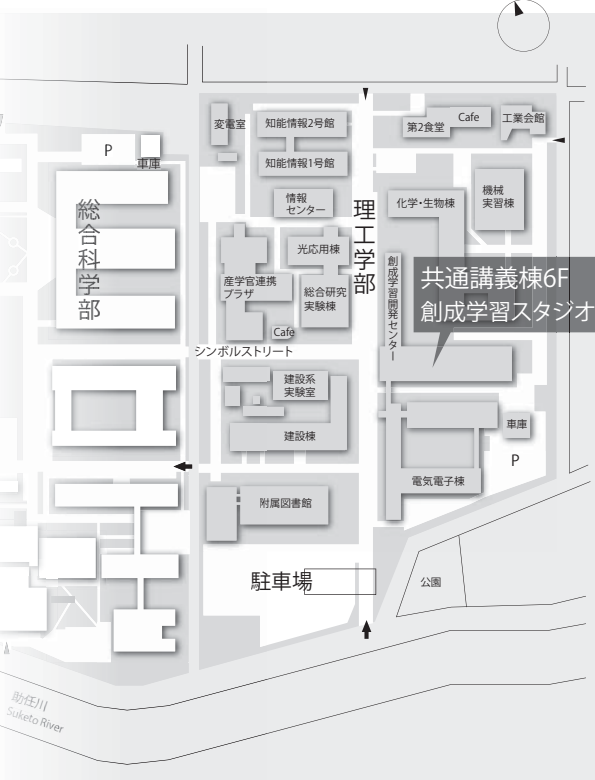 変電室
知能情報2号館
知能情報1号館
情報
センター
第2食堂
Cafe
工業会館
P
車庫
総合科学部
理工学部
化学・生物棟
機械
実習棟
光応用棟
産学官連携
プラザ
総合研究
実験棟
Cafe
創成学習開発センター
共通講義棟6F
創成学習スタジオ
シンボルストリート
建設系
実験室
建設棟
車庫
P
電気電子棟
附属図書館
駐車場
公園
助任川
Suketo River